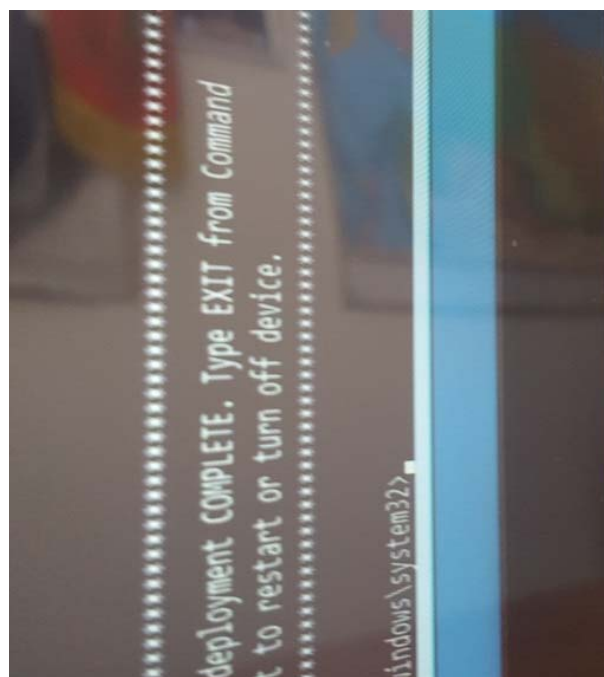 ************************************************
deployment COMPLETE. Type EXIT from Command
t to restart or turn off device.
************************************************
indows\system32>